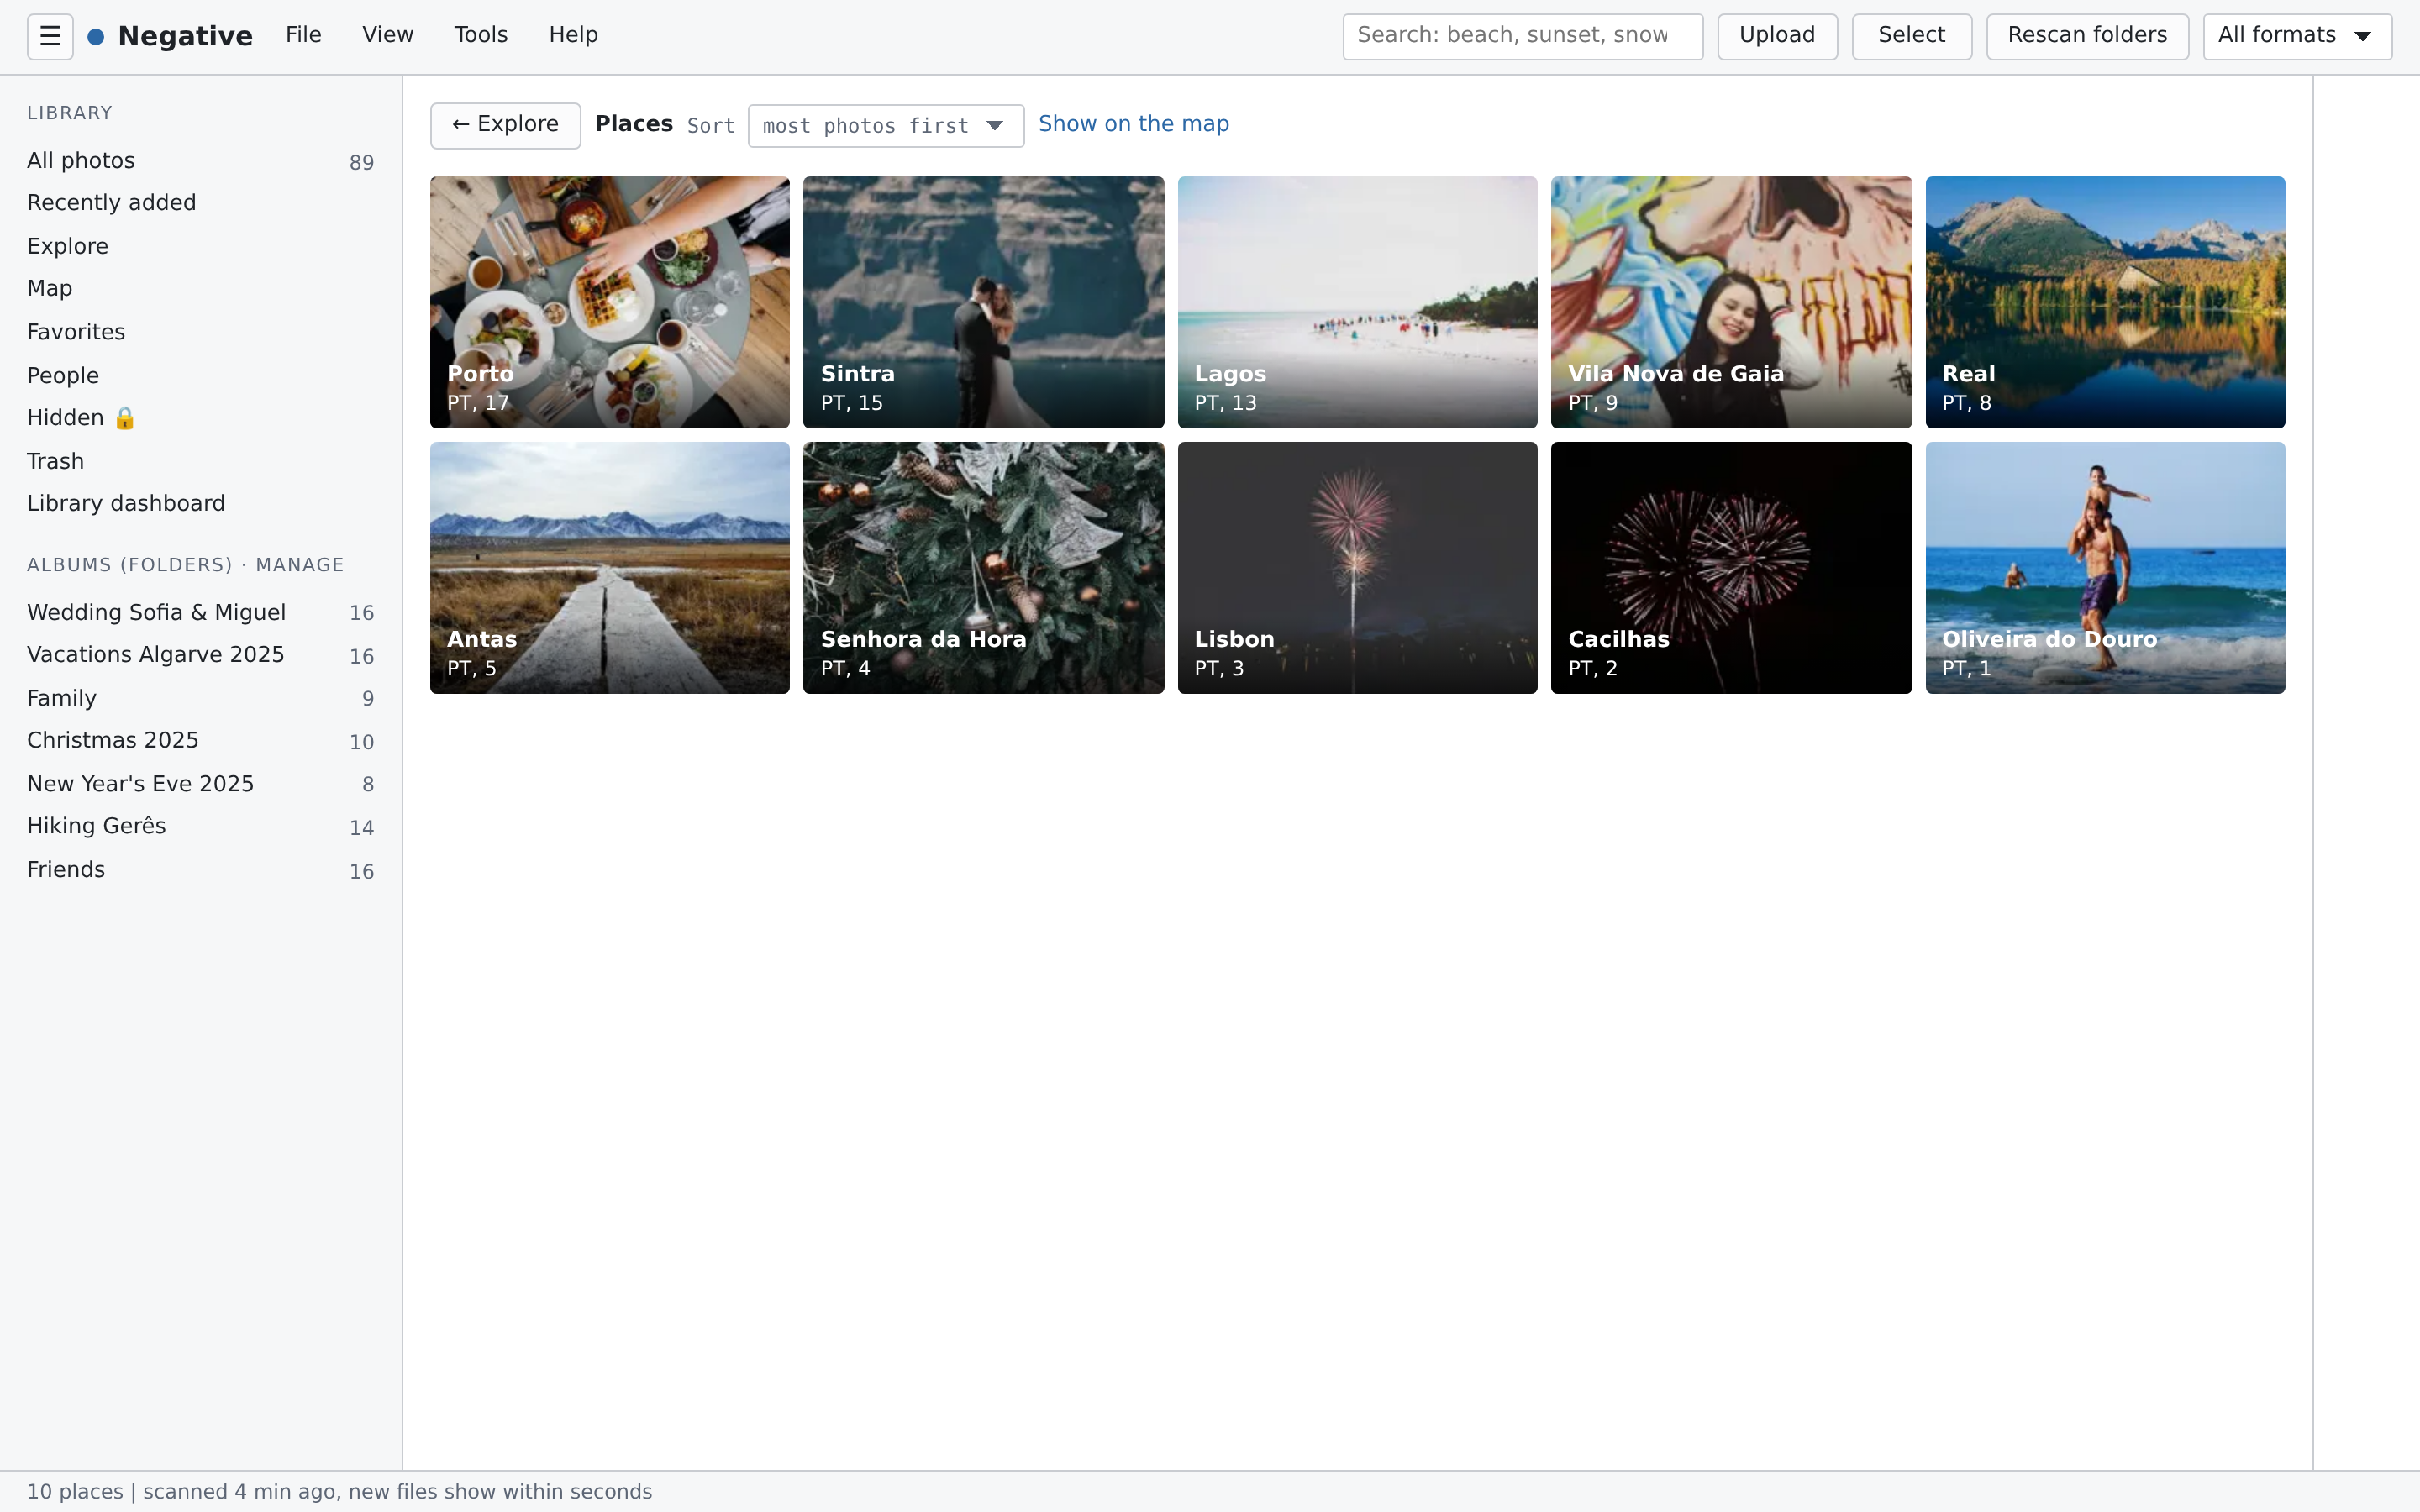 ☰ Negative File View Tools Help Search: beach, sunset, snow Upload Select Rescan folders All formats
LIBRARY
All photos 89
Recently added
Explore
Map
Favorites
People
Hidden 🔒
Trash
Library dashboard
ALBUMS (FOLDERS) · MANAGE
Wedding Sofia & Miguel 16
Vacations Algarve 2025 16
Family 9
Christmas 2025 10
New Year's Eve 2025 8
Hiking Gerês 14
Friends 16
← Explore Places Sort most photos first Show on the map
Porto
PT, 17
Sintra
PT, 15
Lagos
PT, 13
Vila Nova de Gaia
PT, 9
Real
PT, 8
Antas
PT, 5
Senhora da Hora
PT, 4
Lisbon
PT, 3
Cacilhas
PT, 2
Oliveira do Douro
PT, 1
10 places | scanned 4 min ago, new files show within seconds